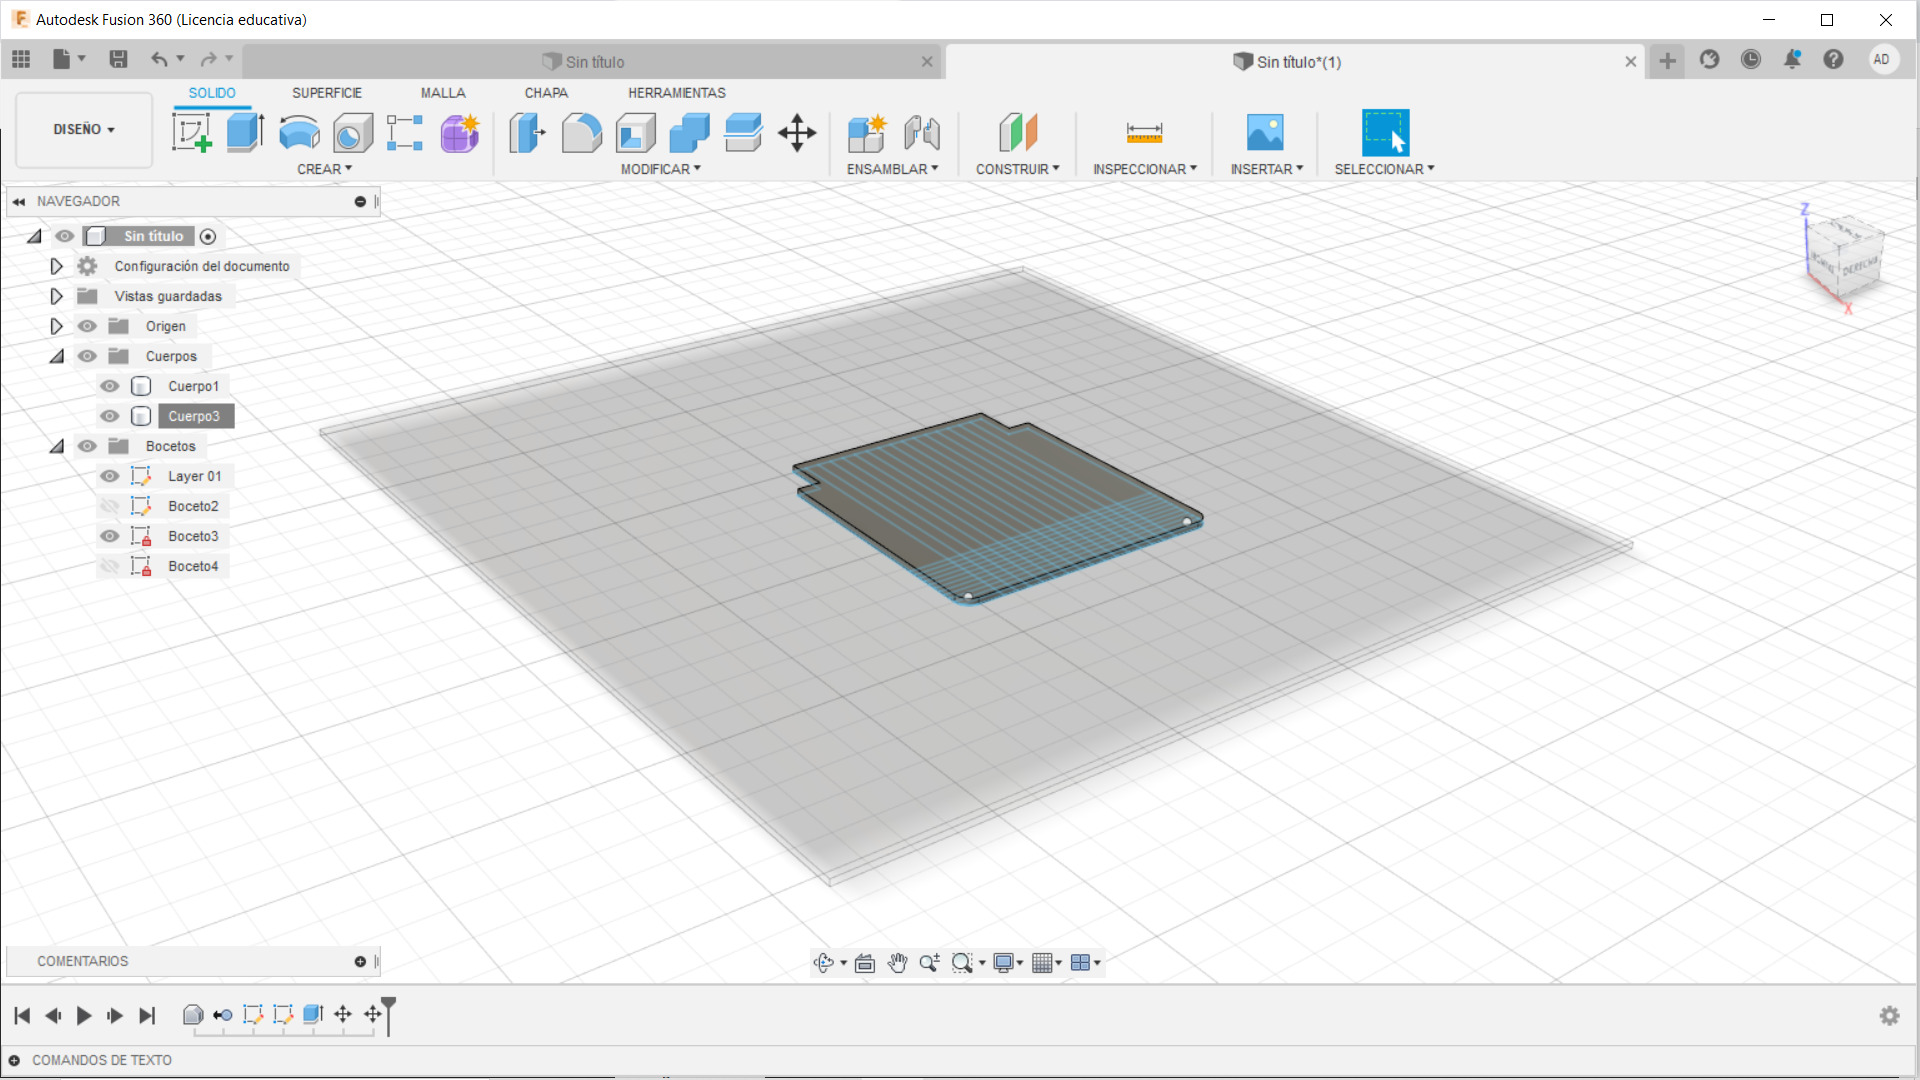 Autodesk Fusion 360 (Licencia educativa)
Sin título
Sin título*(1)
AD
DISEÑO
SOLIDO
SUPERFICIE
MALLA
CHAPA
HERRAMIENTAS
CREAR
MODIFICAR
ENSAMBLAR
CONSTRUIR
INSPECCIONAR
INSERTAR
SELECCIONAR
NAVEGADOR
Sin título
Configuración del documento
Vistas guardadas
Origen
Cuerpos
Cuerpo1
Cuerpo3
Bocetos
Layer 01
Boceto2
Boceto3
Boceto4
Z
DERECHA
X
COMENTARIOS
COMANDOS DE TEXTO